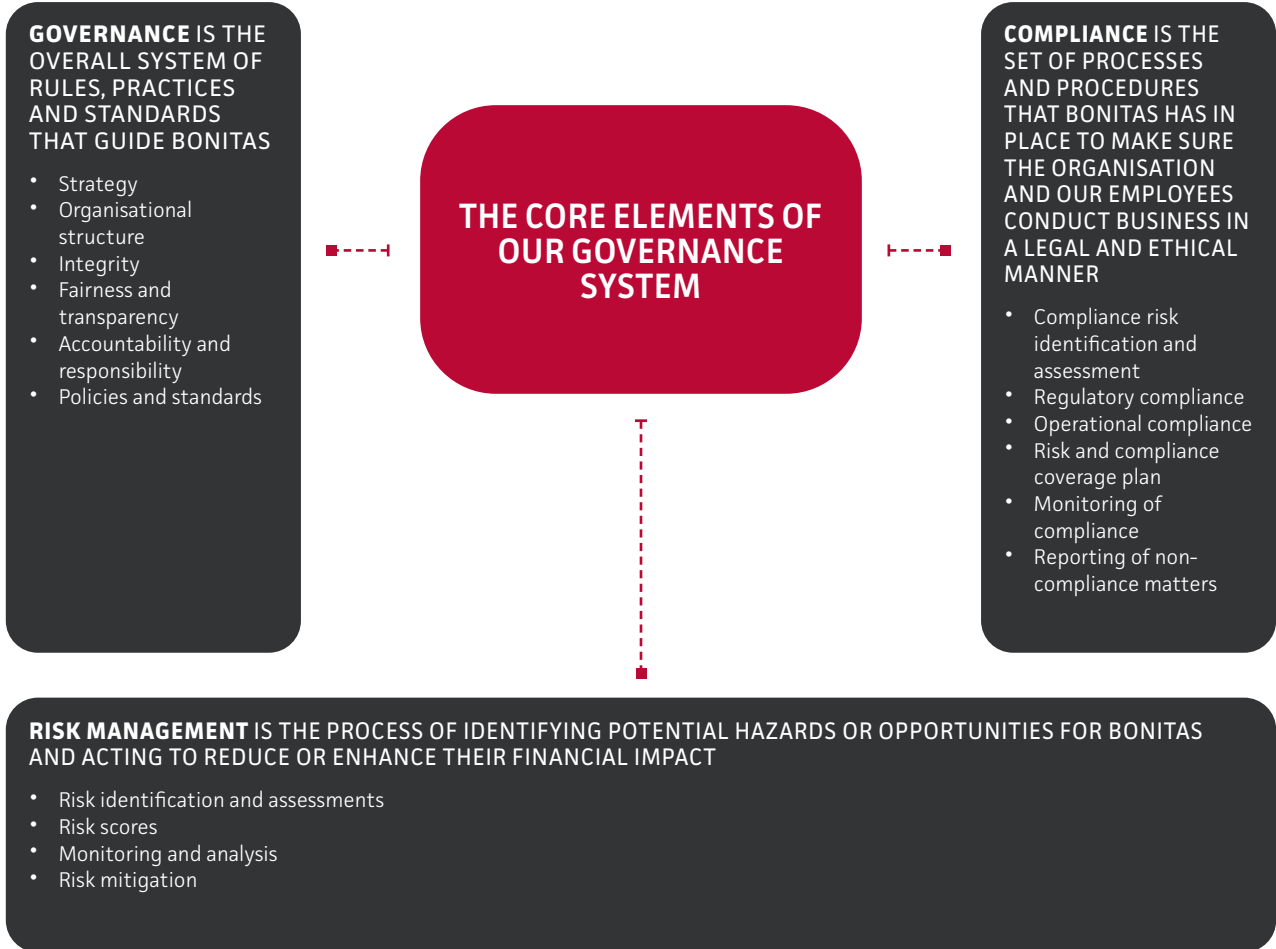 GOVERNANCE IS THE
OVERALL SYSTEM OF
RULES, PRACTICES
AND STANDARDS
THAT GUIDE BONITAS
• Strategy
• Organisational
structure
• Integrity
• Fairness and
transparency
• Accountability and
responsibility
• Policies and standards
THE CORE ELEMENTS OF
OUR GOVERNANCE
SYSTEM
COMPLIANCE IS THE
SET OF PROCESSES
AND PROCEDURES
THAT BONITAS HAS IN
PLACE TO MAKE SURE
THE ORGANISATION
AND OUR EMPLOYEES
CONDUCT BUSINESS IN
A LEGAL AND ETHICAL
MANNER
• Compliance risk
identification and
assessment
• Regulatory compliance
• Operational compliance
• Risk and compliance
coverage plan
• Monitoring of
compliance
• Reporting of non-
compliance matters
RISK MANAGEMENT IS THE PROCESS OF IDENTIFYING POTENTIAL HAZARDS OR OPPORTUNITIES FOR BONITAS
AND ACTING TO REDUCE OR ENHANCE THEIR FINANCIAL IMPACT
• Risk identification and assessments
• Risk scores
• Monitoring and analysis
• Risk mitigation